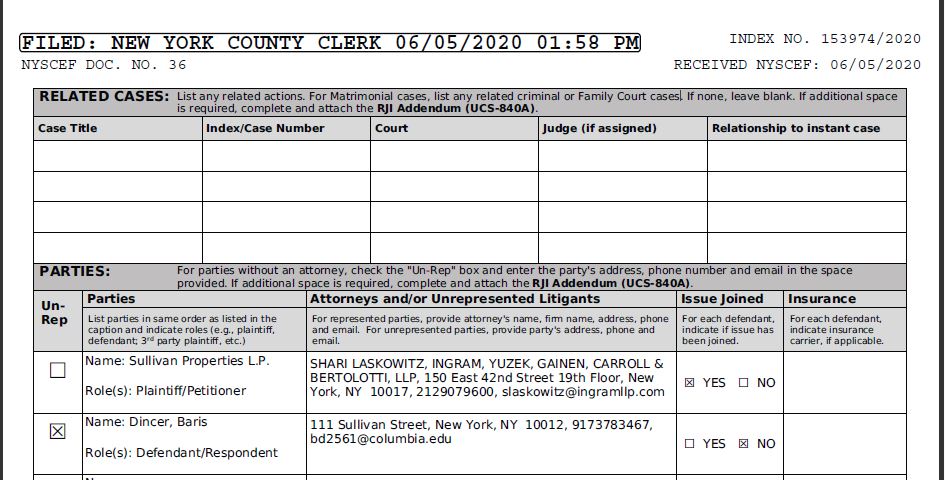 FILED: NEW YORK COUNTY CLERK 06/05/2020 01:58 PM
INDEX NO. 153974/2020
NYSCEF DOC. NO. 36
RECEIVED NYSCEF: 06/05/2020
RELATED CASES: List any related actions. For Matrimonial cases, list any related criminal or Family Court cases. If none, leave blank. If additional space
is required, complete and attach the RJI Addendum (UCS-840A).
Case Title
Index/Case Number
Court
Judge (if assigned)
Relationship to instant case
PARTIES: For parties without an attorney, check the "Un-Rep" box and enter the party's address, phone number and email in the space
provided. If additional space is required, complete and attach the RJI Addendum (UCS-840A).
Un-
Rep
Parties
List parties in same order as listed in the
caption and indicate roles (e.g., plaintiff,
defendant; 3rd party plaintiff, etc.)
Attorneys and/or Unrepresented Litigants
For represented parties, provide attorney's name, firm name, address, phone
and email. For unrepresented parties, provide party's address, phone and
email.
Issue Joined
For each defendant,
indicate if issue has
been joined.
Insurance
For each defendant,
indicate insurance
carrier, if applicable.
☐
Name: Sullivan Properties L.P.
Role(s): Plaintiff/Petitioner
SHARI LASKOWITZ, INGRAM, YUZEK, GAINEN, CARROLL &
BERTOLOTTI, LLP, 150 East 42nd Street 19th Floor, New
York, NY 10017, 2129079600, slaskowitz@ingramllp.com
☒ YES ☐ NO
☒
Name: Dincer, Baris
Role(s): Defendant/Respondent
111 Sullivan Street, New York, NY 10012, 9173783467,
bd2561@columbia.edu
☐ YES ☒ NO